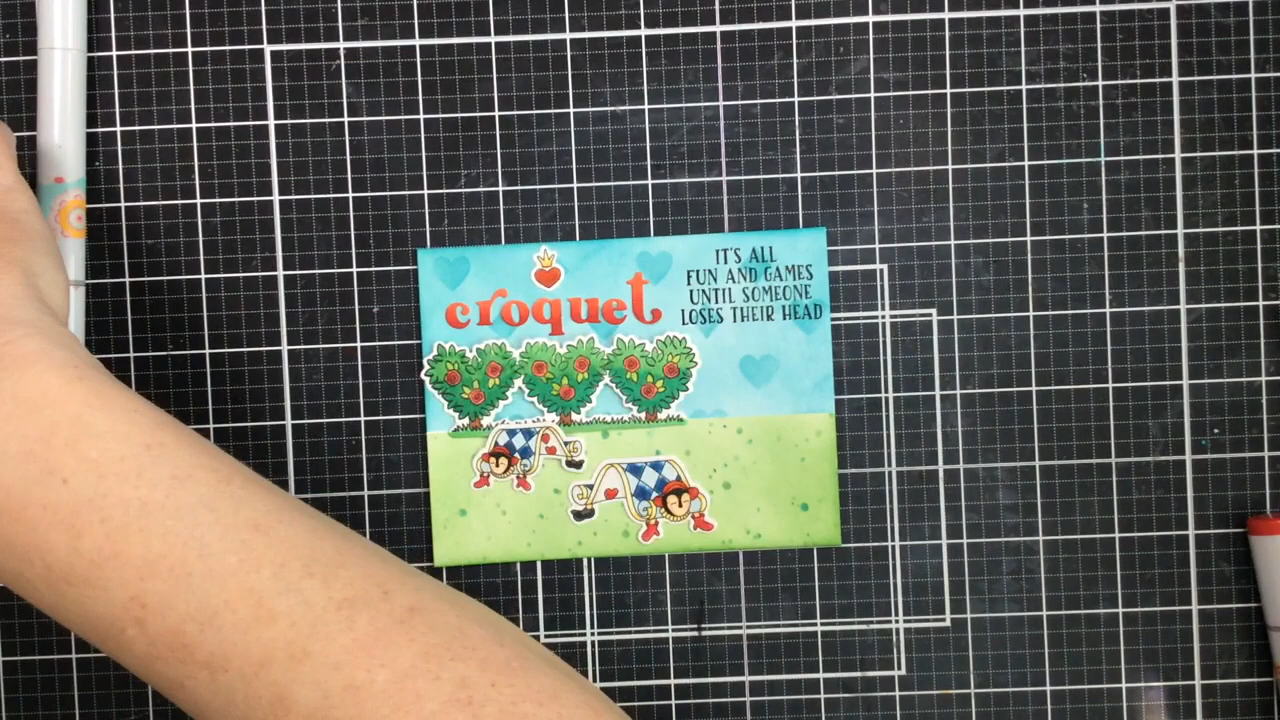 croquet
IT'S ALL
FUN AND GAMES
UNTIL SOMEONE
LOSES THEIR HEAD